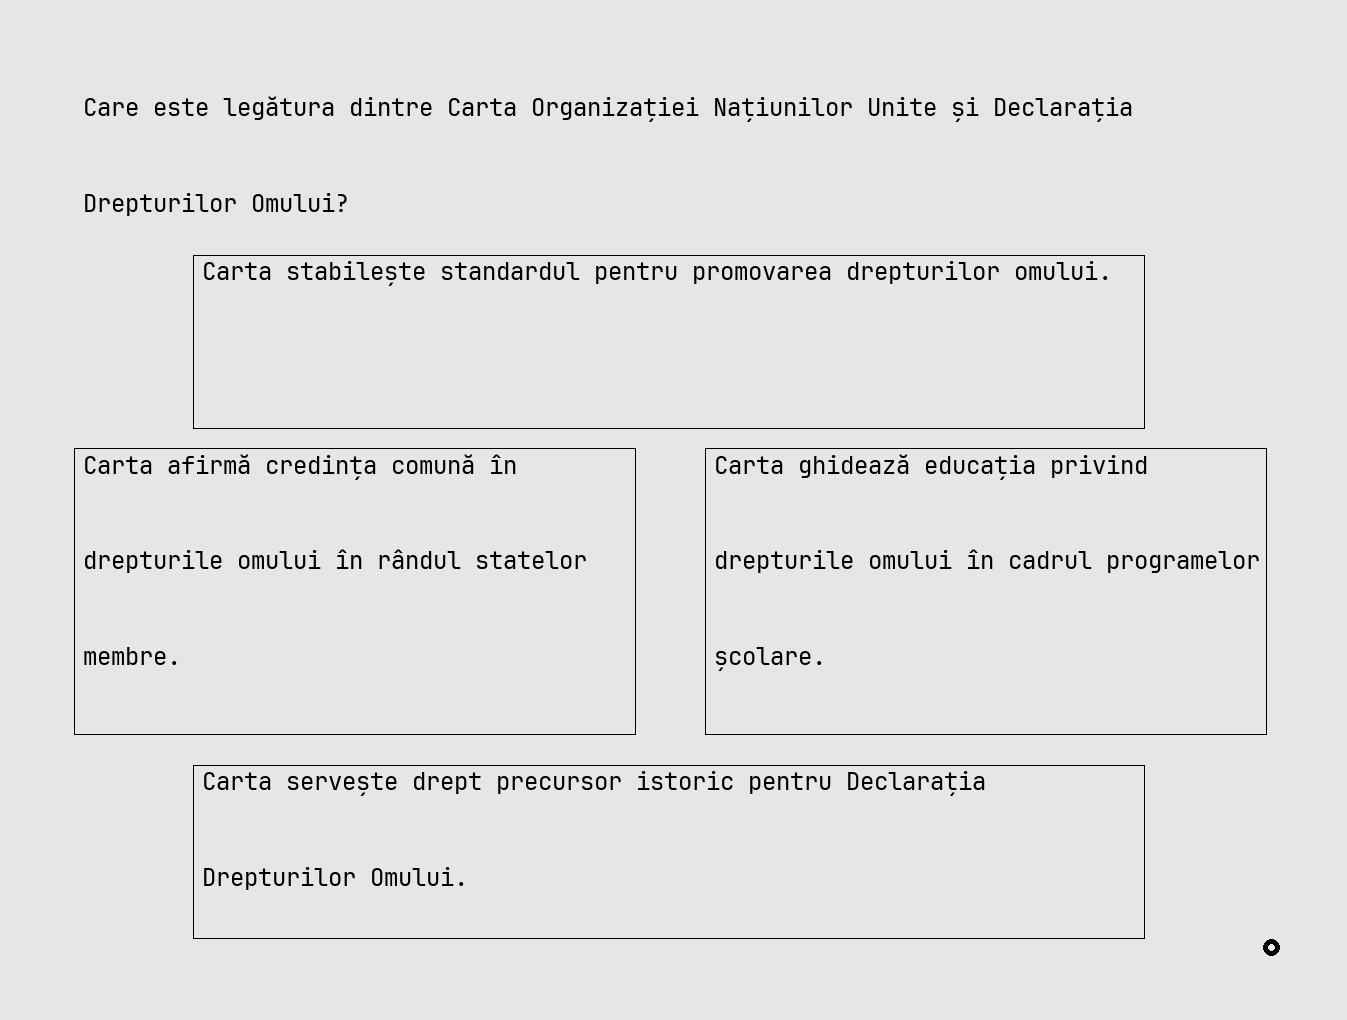 Care este legătura dintre Carta Organizației Națiunilor Unite și Declarația
Drepturilor Omului?
Carta stabilește standardul pentru promovarea drepturilor omului.
Carta afirmă credința comună în
drepturile omului în rândul statelor
membre.
Carta ghidează educația privind
drepturile omului în cadrul programelor
școlare.
Carta servește drept precursor istoric pentru Declarația
Drepturilor Omului.